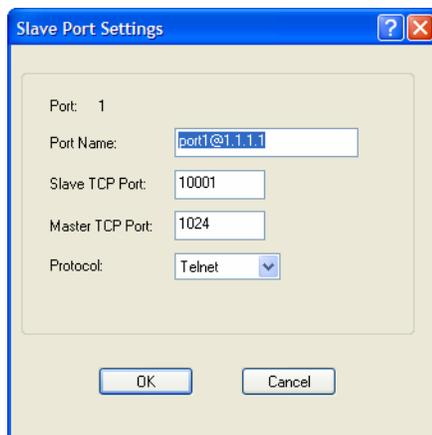 Slave Port Settings
Port: 1
Port Name: port1@1.1.1.1
Slave TCP Port: 10001
Master TCP Port: 1024
Protocol: Telnet
OK Cancel